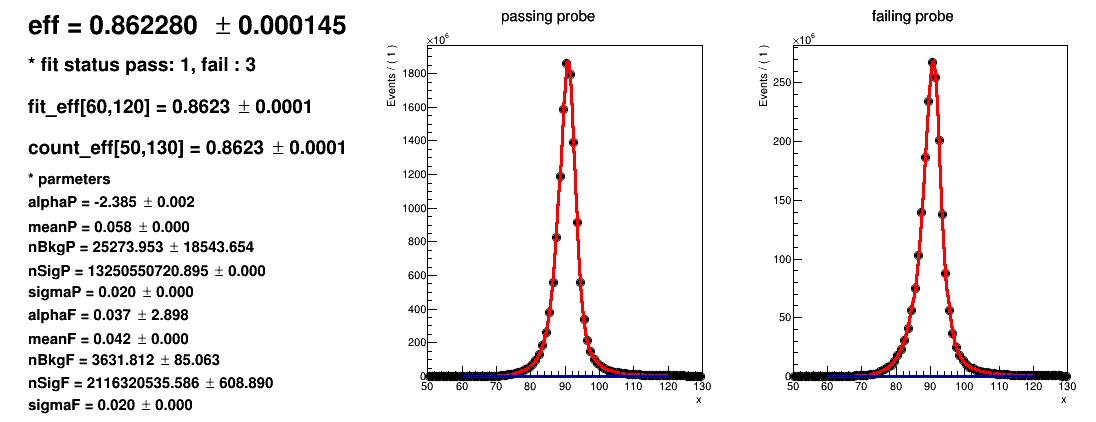 eff = 0.862280 ± 0.000145
* fit status pass: 1, fail : 3
fit_eff[60,120] = 0.8623 ± 0.0001
count_eff[50,130] = 0.8623 ± 0.0001
* parmeters
alphaP = -2.385 ± 0.002
meanP = 0.058 ± 0.000
nBkgP = 25273.953 ± 18543.654
nSigP = 13250550720.895 ± 0.000
sigmaP = 0.020 ± 0.000
alphaF = 0.037 ± 2.898
meanF = 0.042 ± 0.000
nBkgF = 3631.812 ± 85.063
nSigF = 2116320535.586 ± 608.890
sigmaF = 0.020 ± 0.000
passing probe
×10⁶
Events / ( 1 )
1800
1600
1400
1200
1000
800
600
400
200
0
50 60 70 80 90 100 110 120 130
x
failing probe
×10⁶
Events / ( 1 )
250
200
150
100
50
0
50 60 70 80 90 100 110 120 130
x